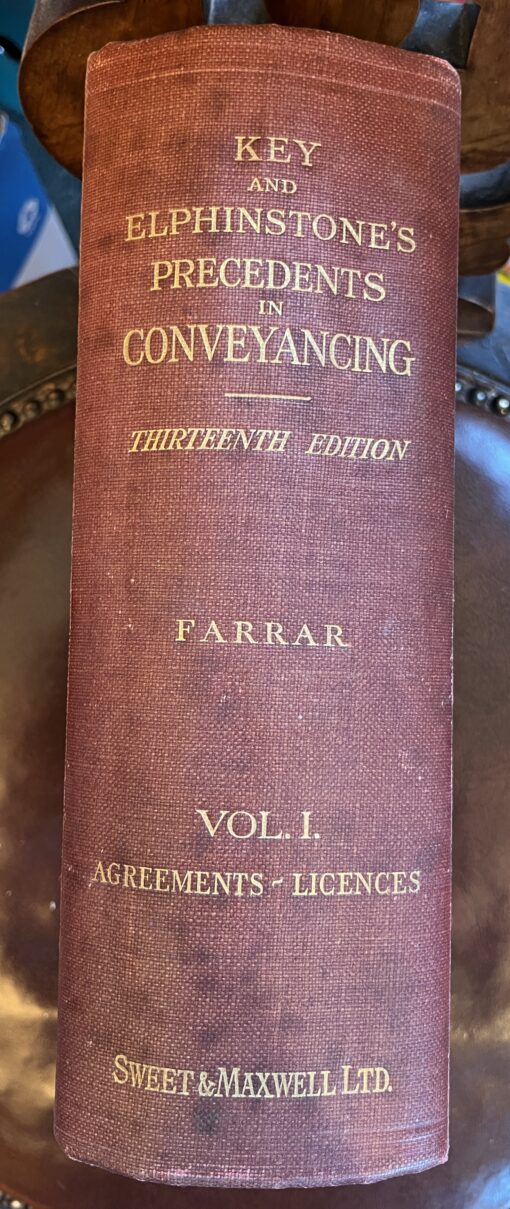 KEY
AND
ELPHINSTONE'S
PRECEDENTS
IN
CONVEYANCING
THIRTEENTH EDITION
FARRAR
VOL. I.
AGREEMENTS ~ LICENCES
SWEET & MAXWELL LTD.